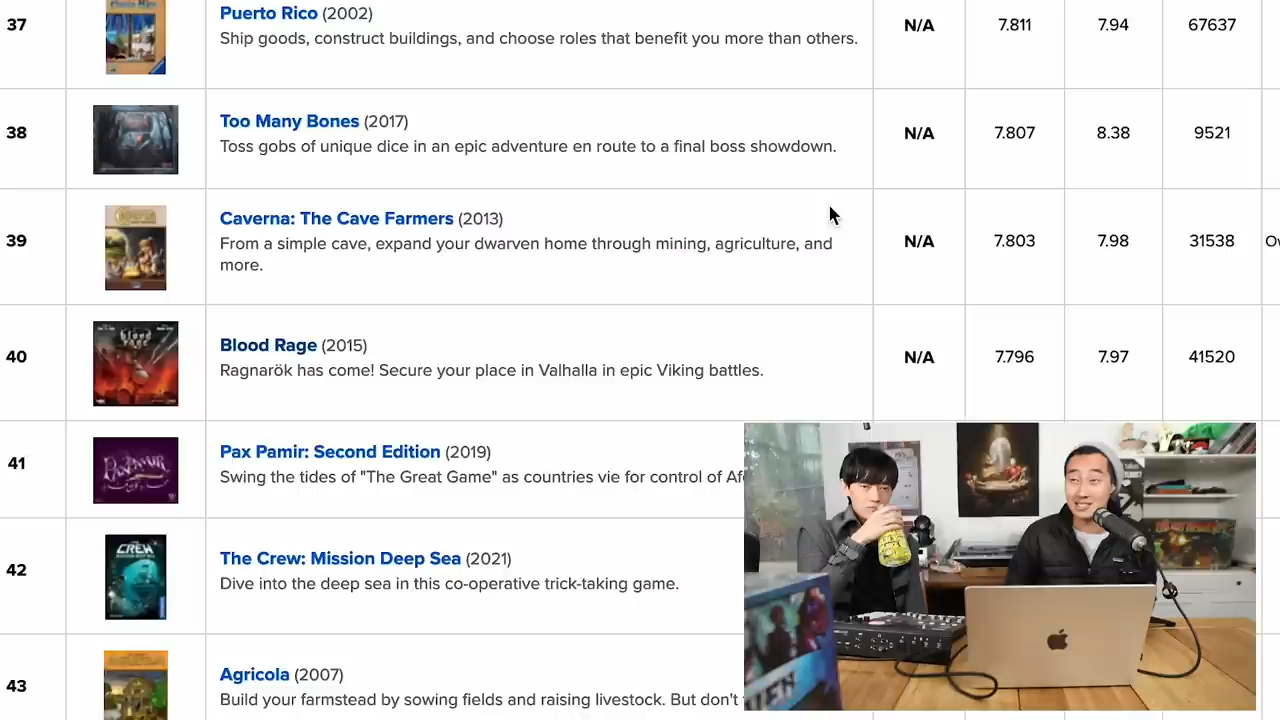 37
Puerto Rico (2002)
Ship goods, construct buildings, and choose roles that benefit you more than others.
N/A 7.811 7.94 67637
38
Too Many Bones (2017)
Toss gobs of unique dice in an epic adventure en route to a final boss showdown.
N/A 7.807 8.38 9521
39
Caverna: The Cave Farmers (2013)
From a simple cave, expand your dwarven home through mining, agriculture, and
more.
N/A 7.803 7.98 31538
40
Blood Rage (2015)
Ragnarök has come! Secure your place in Valhalla in epic Viking battles.
N/A 7.796 7.97 41520
41
Pax Pamir: Second Edition (2019)
Swing the tides of "The Great Game" as countries vie for control of
42
CREW
The Crew: Mission Deep Sea (2021)
Dive into the deep sea in this co-operative trick-taking game.
43
Agricola (2007)
Build your farmstead by sowing fields and raising livestock. But don't